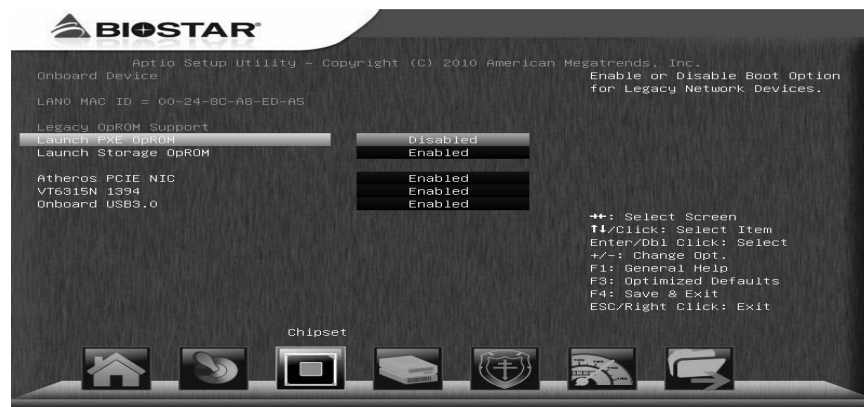 BIOSTAR
Aptio Setup Utility – Copyright (C) 2010 American Megatrends, Inc.
Onboard Device
LAN0 MAC ID = 00-24-8C-A8-ED-A5
Legacy OpROM Support
Launch PXE OpROM Disabled
Launch Storage OpROM Enabled
Atheros PCIE NIC Enabled
VT6315N 1394 Enabled
Onboard USB3.0 Enabled
Enable or Disable Boot Option
for Legacy Network Devices.
→←: Select Screen
↑↓/Click: Select Item
Enter/Dbl Click: Select
+/-: Change Opt.
F1: General Help
F3: Optimized Defaults
F4: Save & Exit
ESC/Right Click: Exit
Chipset